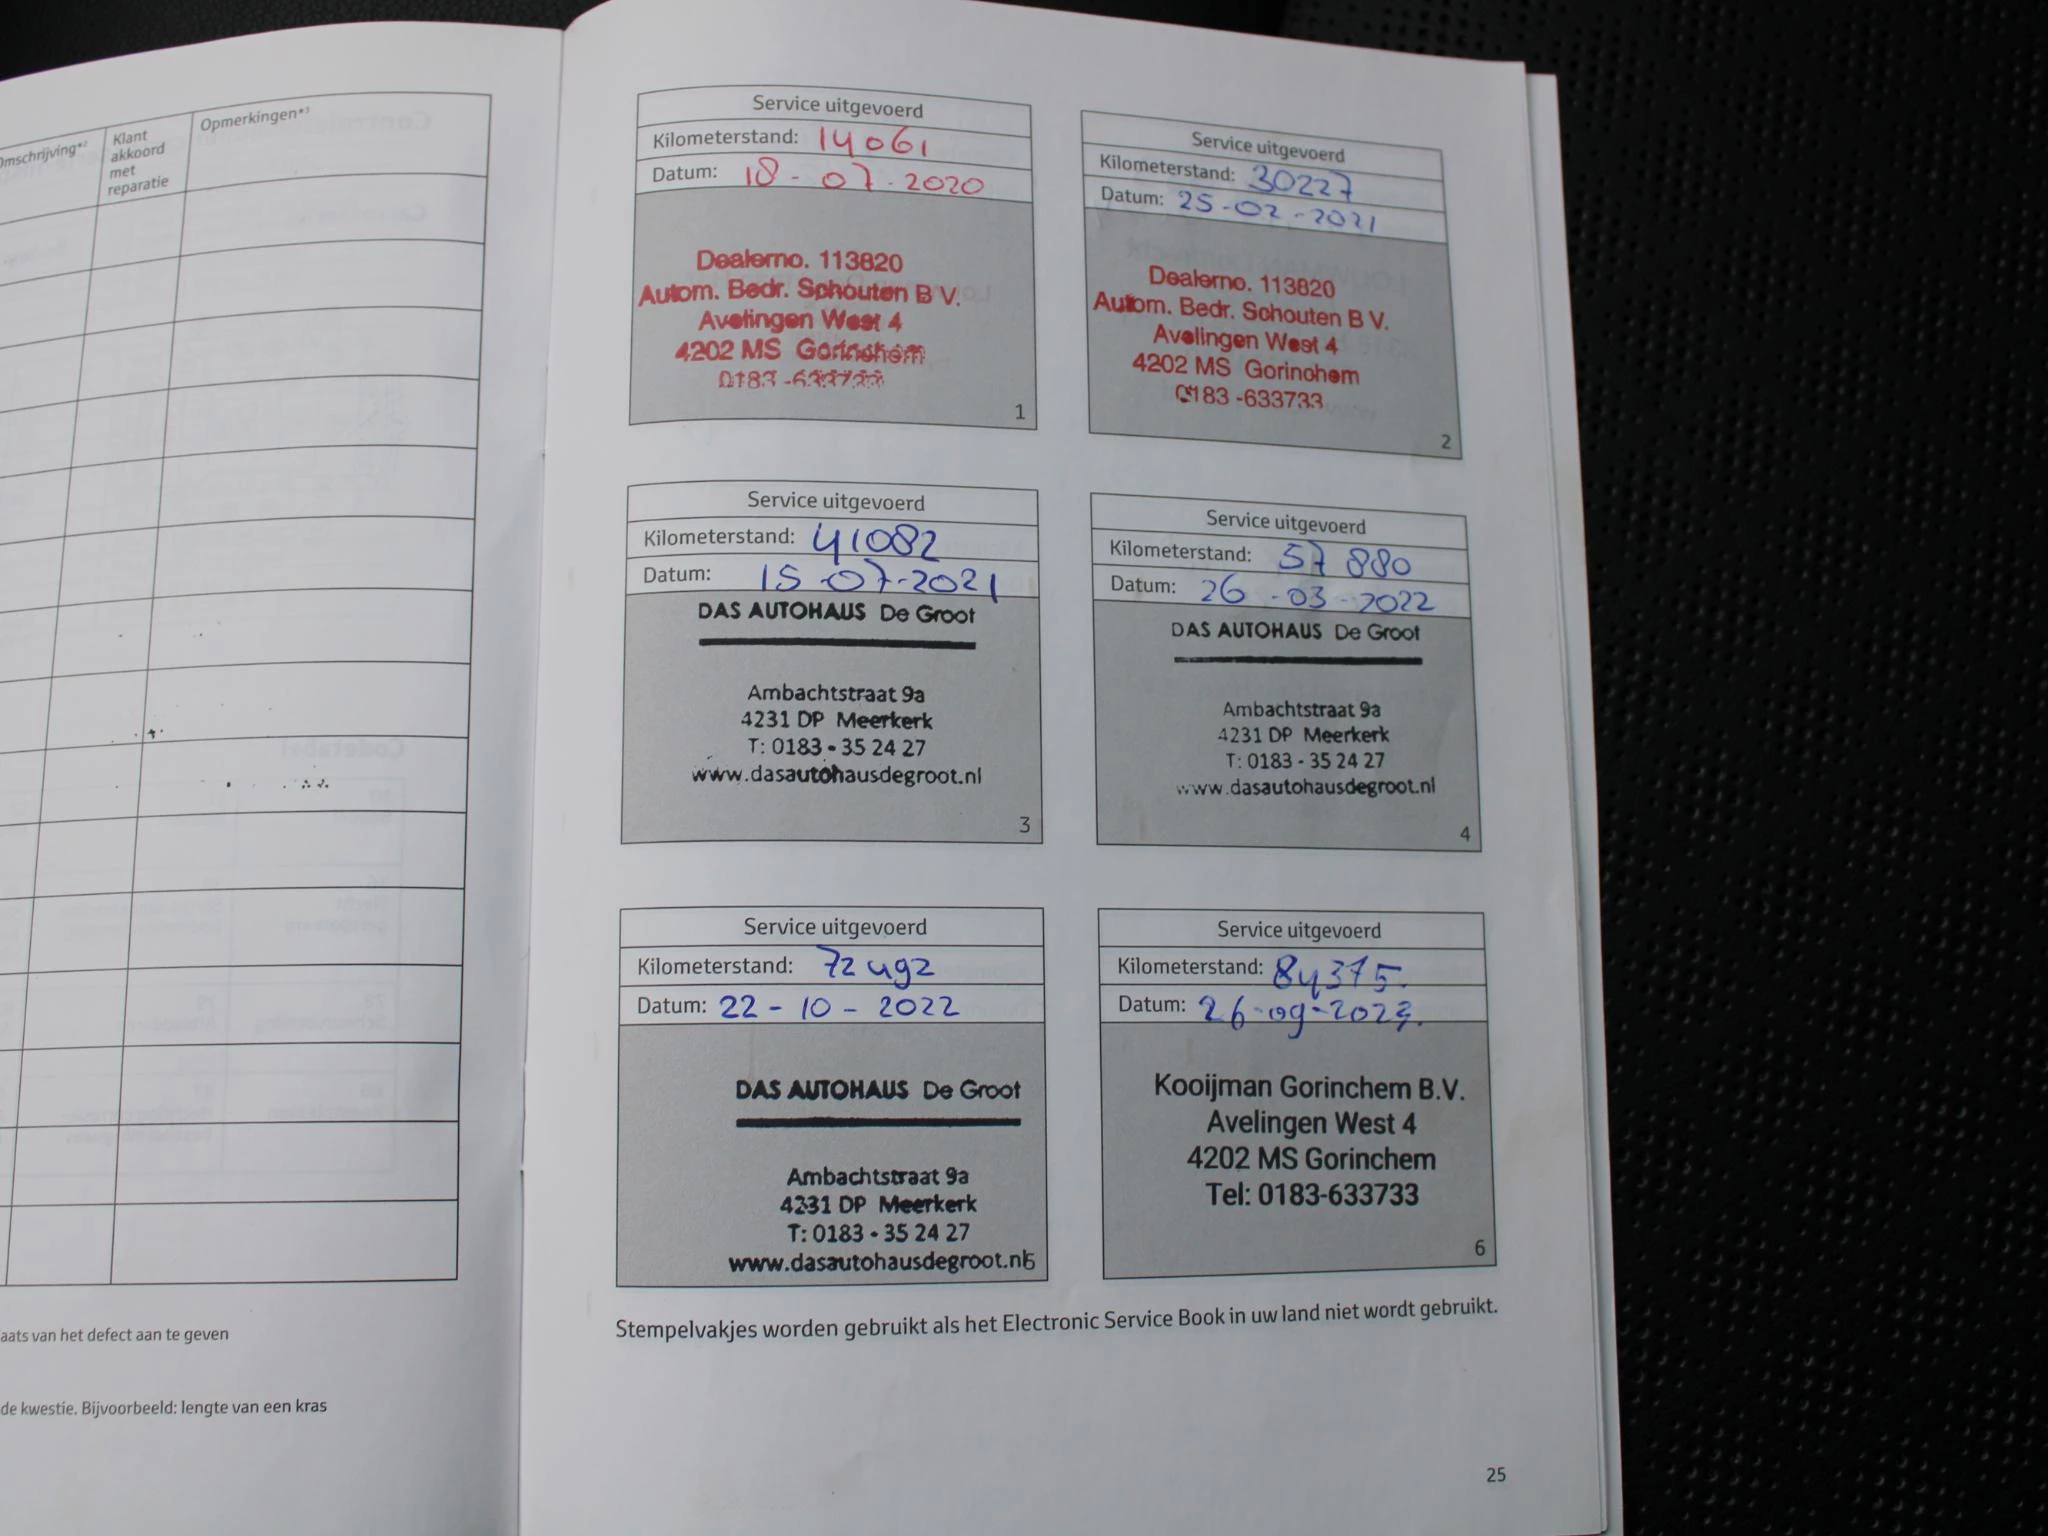 Omschrijving*²
Klant
akkoord
met
reparatie
Opmerkingen*³
aats van het defect aan te geven
de kwestie. Bijvoorbeeld: lengte van een kras
Service uitgevoerd
Kilometerstand: 14061
Datum: 18-07-2020
Dealerno. 113820
Autom. Bedr. Schouten B V.
Avelingen West 4
4202 MS Gorinchem
0183-633733
1
Service uitgevoerd
Kilometerstand: 30227
Datum: 25-02-2021
Dealerno. 113820
Autom. Bedr. Schouten B V.
Avelingen West 4
4202 MS Gorinchem
0183-633733
2
Service uitgevoerd
Kilometerstand: 41082
Datum: 15-07-2021
DAS AUTOHAUS De Groot
Ambachtstraat 9a
4231 DP Meerkerk
T: 0183 - 35 24 27
www.dasautohausdegroot.nl
3
Service uitgevoerd
Kilometerstand: 57880
Datum: 26-03-2022
DAS AUTOHAUS De Groot
Ambachtstraat 9a
4231 DP Meerkerk
T: 0183 - 35 24 27
www.dasautohausdegroot.nl
4
Service uitgevoerd
Kilometerstand: 72492
Datum: 22-10-2022
DAS AUTOHAUS De Groot
Ambachtstraat 9a
4231 DP Meerkerk
T: 0183 - 35 24 27
www.dasautohausdegroot.nl
5
Service uitgevoerd
Kilometerstand: 84375.
Datum: 26-09-2023.
Kooijman Gorinchem B.V.
Avelingen West 4
4202 MS Gorinchem
Tel: 0183-633733
6
Stempelvakjes worden gebruikt als het Electronic Service Book in uw land niet wordt gebruikt.
25